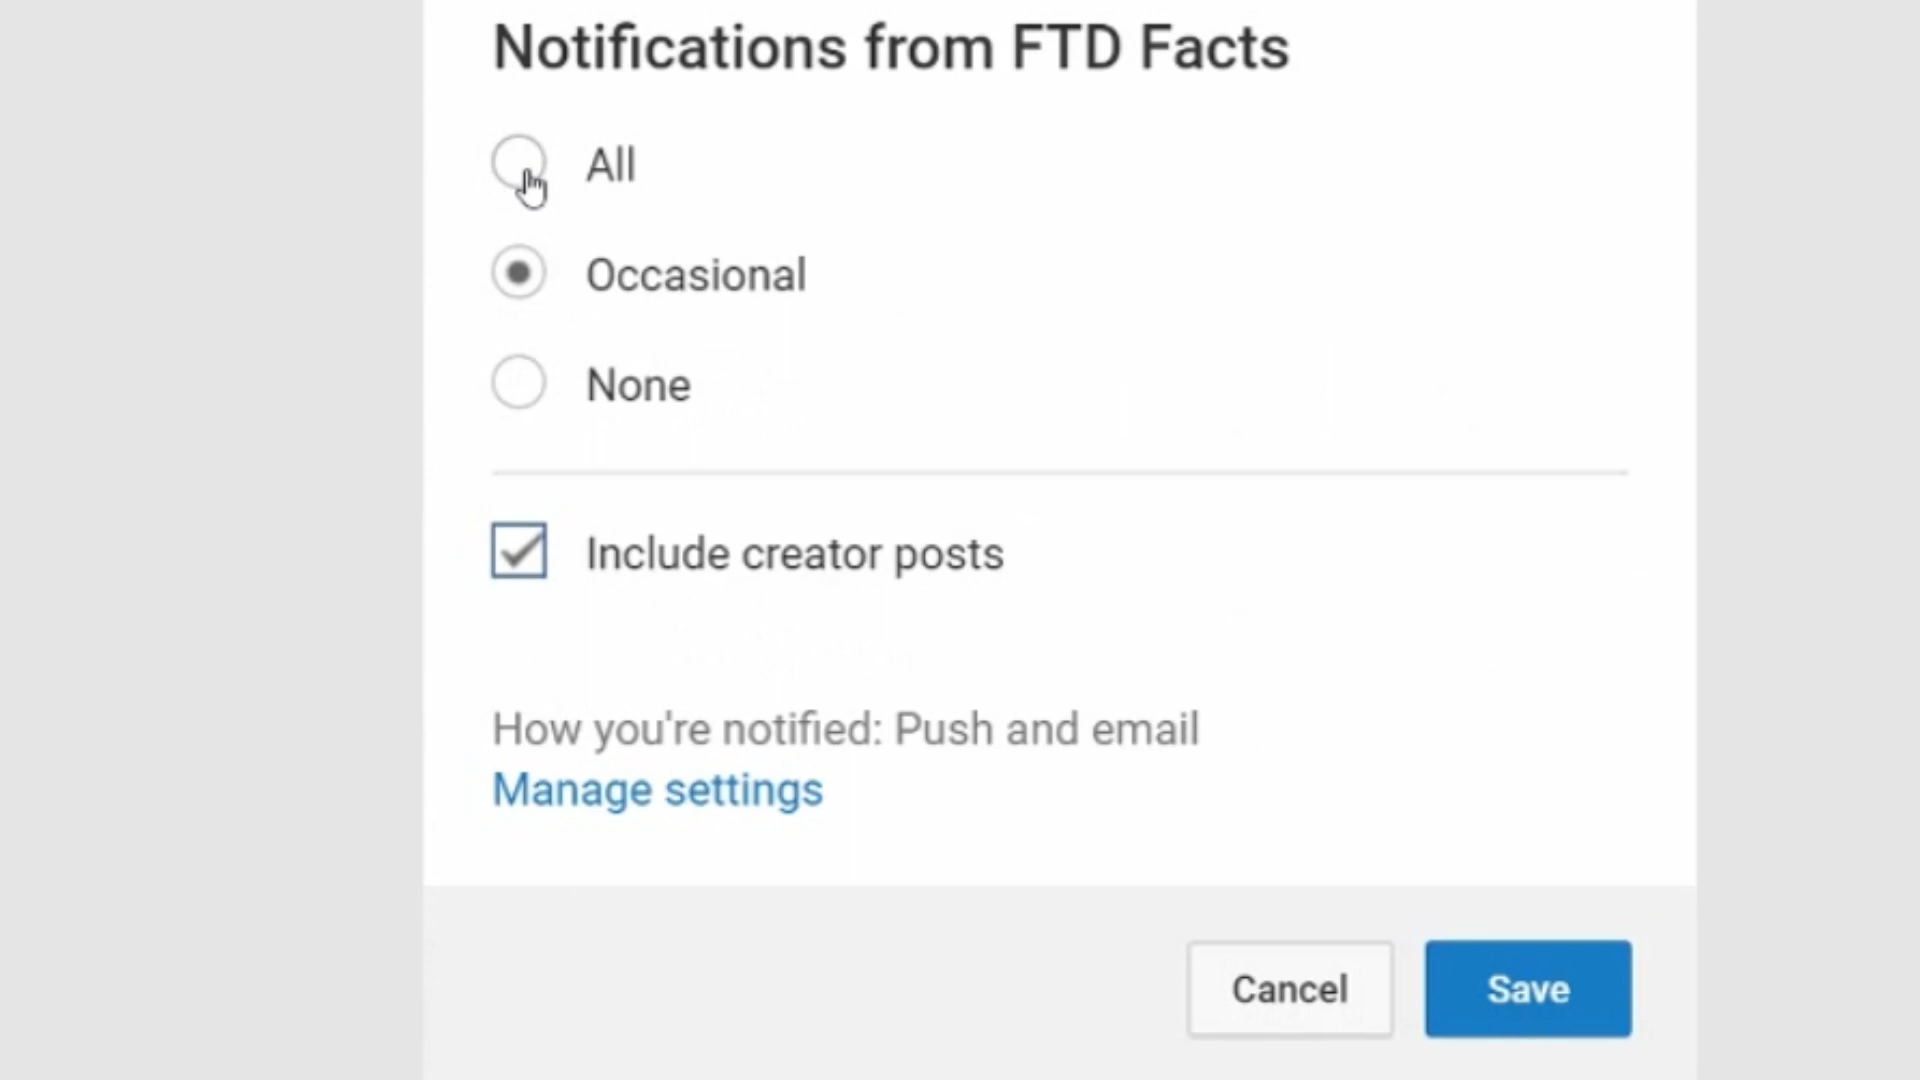 Notifications from FTD Facts
All
Occasional
None
Include creator posts
How you're notified: Push and email
Manage settings
Cancel
Save